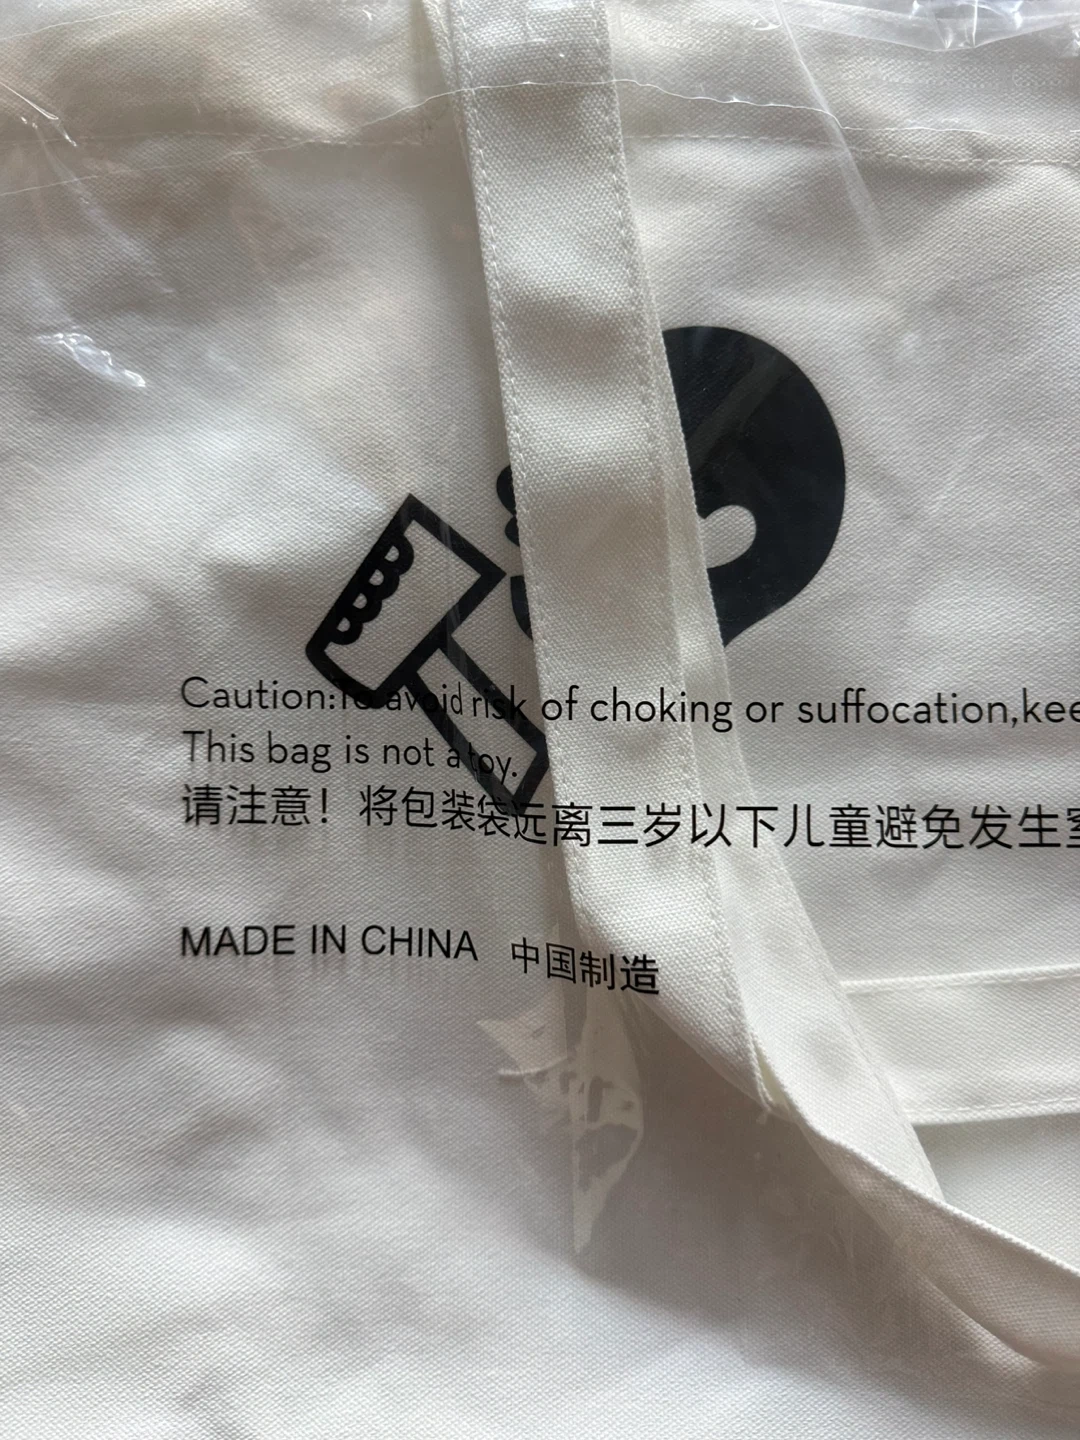 Caution:To avoid risk of choking or suffocation,kee
This bag is not a toy.
请注意！将包装袋远离三岁以下儿童避免发生
MADE IN CHINA 中国制造